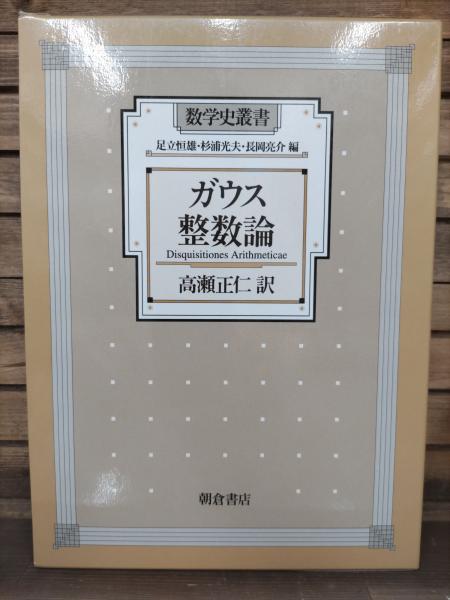 数学史叢書
足立恒雄・杉浦光夫・長岡亮介 編
ガウス
整数論
Disquisitiones Arithmeticae
高瀬正仁 訳
朝倉書店